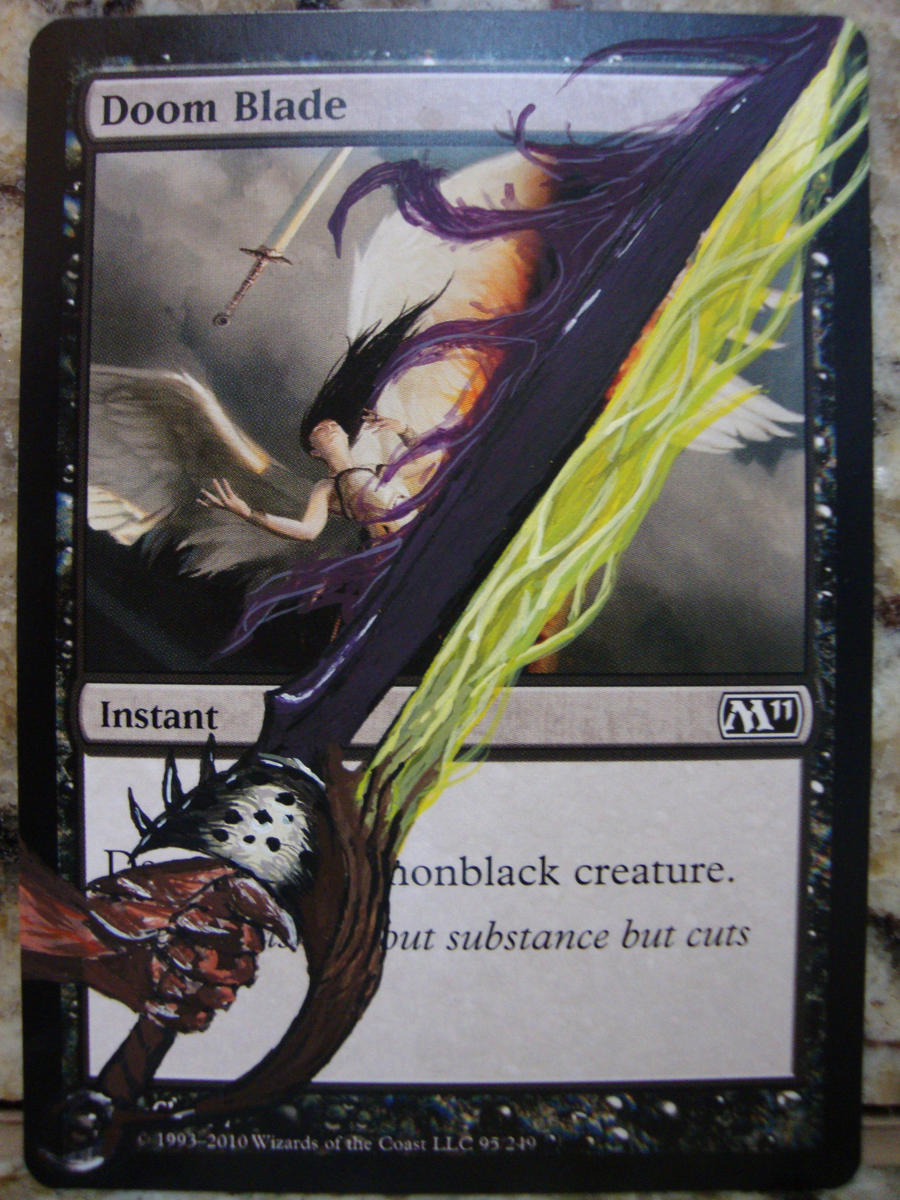 Doom Blade
Instant
M11
nonblack creature.
but substance but cuts
© 1993–2010 Wizards of the Coast LLC 95 249